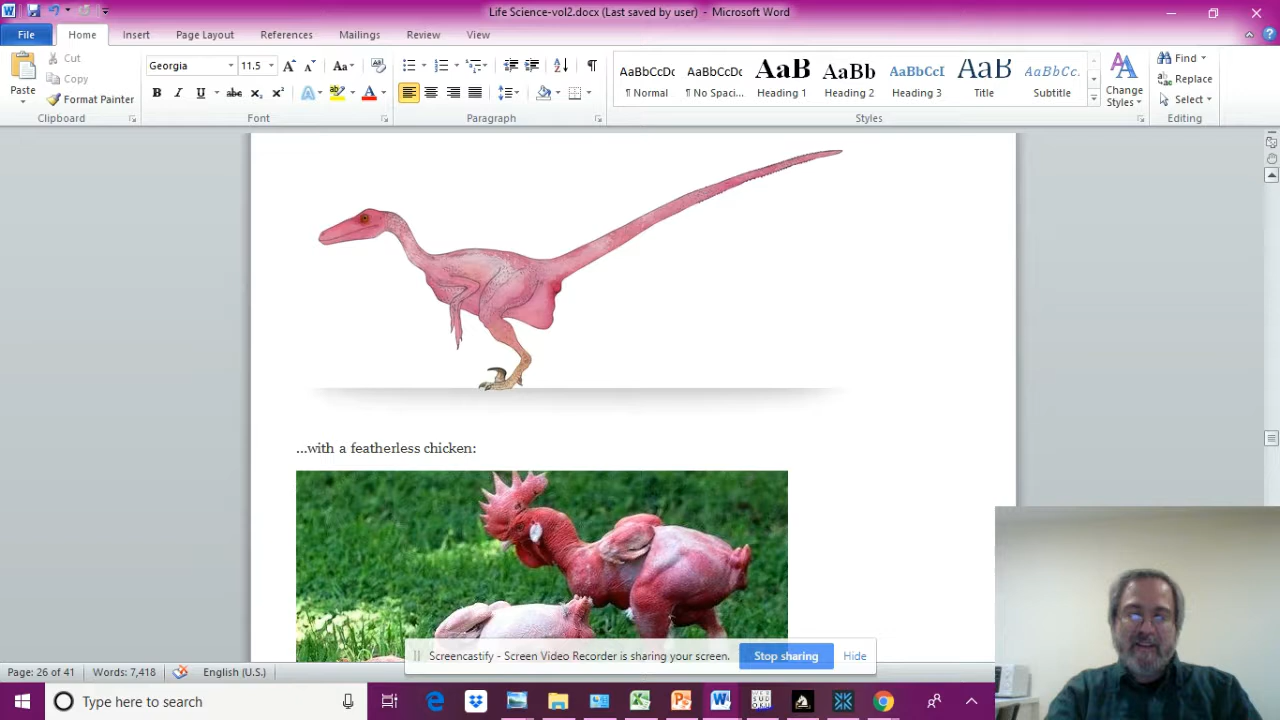 Life Science-vol2.docx (Last saved by user) - Microsoft Word
File Home Insert Page Layout References Mailings Review View
Paste
Cut
Copy
Format Painter
Clipboard
Georgia 11.5
Font
Paragraph
AaBbCcDc AaBbCcDc AaB AaBb AaBbCcI AaB AaBbCc.
¶ Normal ¶ No Spaci... Heading 1 Heading 2 Heading 3 Title Subtitle
Change Styles
Styles
Find
Replace
Select
Editing
...with a featherless chicken:
Screencastify - Screen Video Recorder is sharing your screen. Stop sharing Hide
Page: 26 of 41 Words: 7,418 English (U.S.)
Type here to search
WEB SUDOKU